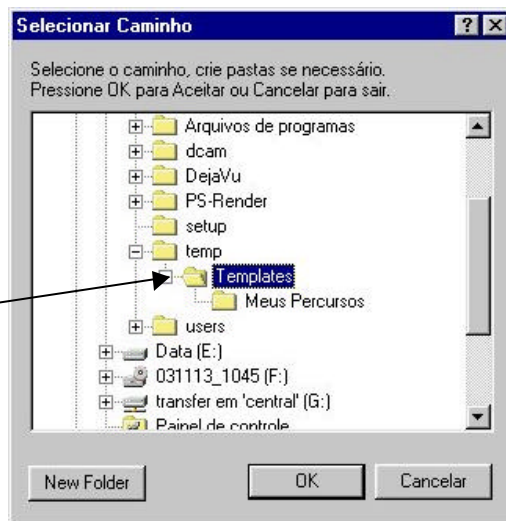 Selecionar Caminho
Selecione o caminho, crie pastas se necessário.
Pressione OK para Aceitar ou Cancelar para sair.
Arquivos de programas
dcam
DejaVu
PS-Render
setup
temp
Templates
Meus Percursos
users
Data (E:)
031113_1045 (F:)
transfer em 'central' (G:)
Painel de controle
New Folder OK Cancelar